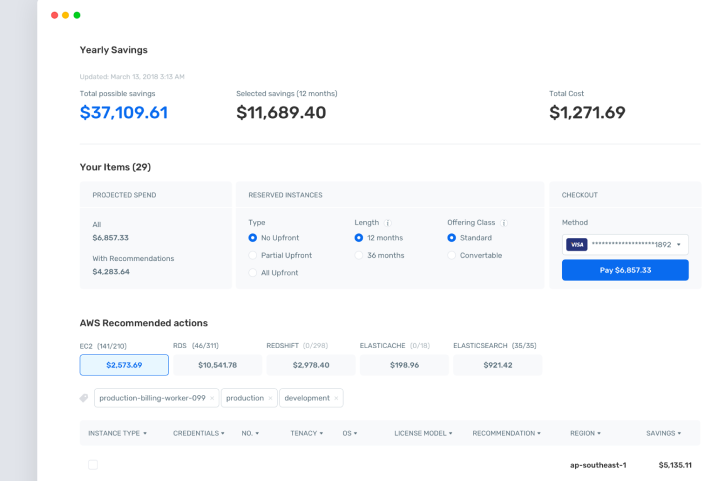 Yearly Savings
Updated: March 13, 2018 3:13 AM
Total possible savings
$37,109.61
Selected savings (12 months)
$11,689.40
Total Cost
$1,271.69
Your Items (29)
PROJECTED SPEND
All
$6,857.33
With Recommendations
$4,283.64
RESERVED INSTANCES
Type
No Upfront
Partial Upfront
All Upfront
Length i
12 months
36 months
Offering Class i
Standard
Convertable
CHECKOUT
Method
VISA *******************1892
Pay $6,857.33
AWS Recommended actions
EC2 (141/210)
$2,573.69
RDS (46/311)
$10,541.78
REDSHIFT (0/298)
$2,978.40
ELASTICACHE (0/18)
$198.96
ELASTICSEARCH (35/35)
$921.42
production-billing-worker-099 × production × development ×
INSTANCE TYPE CREDENTIALS NO. TENACY OS LICENSE MODEL RECOMMENDATION REGION SAVINGS
ap-southeast-1 $5,135.11